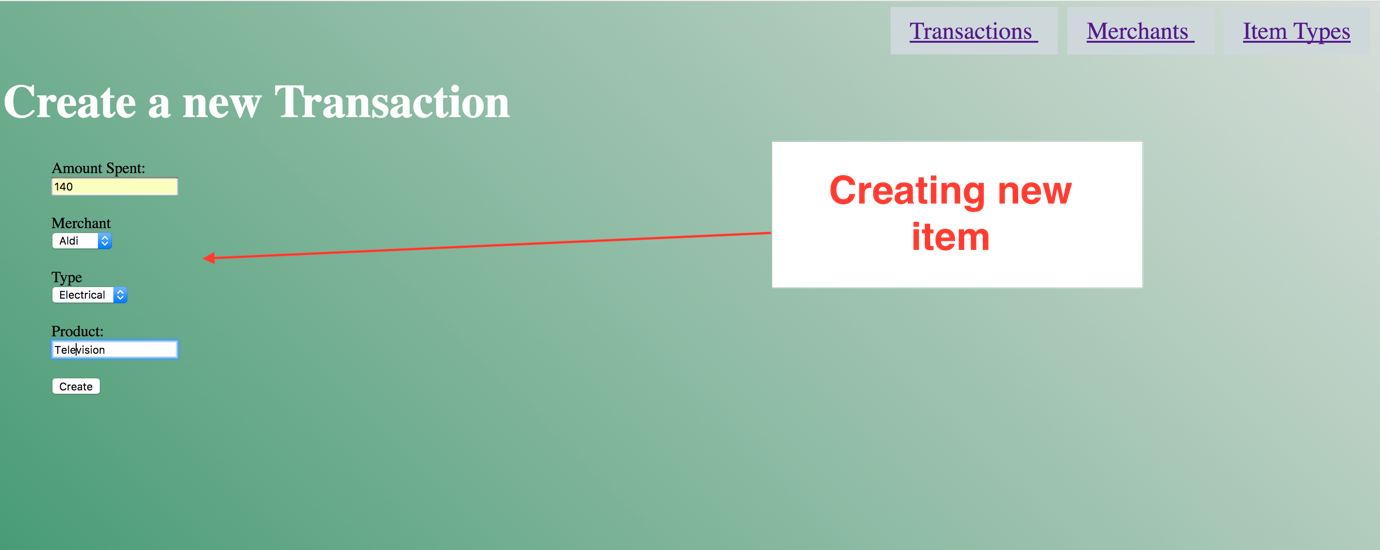 Transactions Merchants Item Types
Create a new Transaction
Amount Spent:
140
Merchant
Aldi
Type
Electrical
Product:
Television
Create
Creating new
item